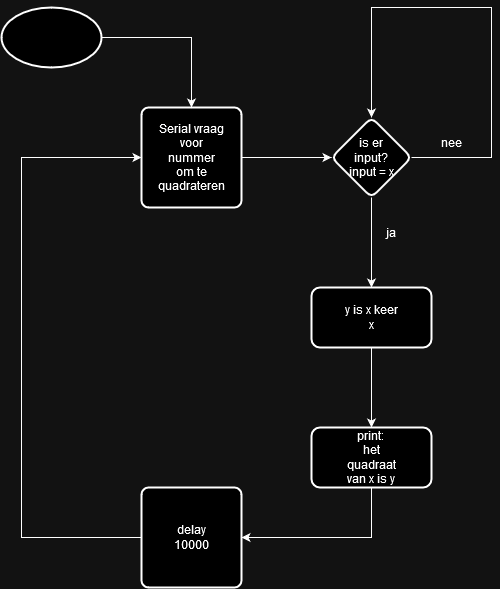 Serial vraag
voor
nummer
om te
quadrateren
is er
input?
input = x
nee
ja
y is x keer
x
print:
het
quadraat
van x is y
delay
10000